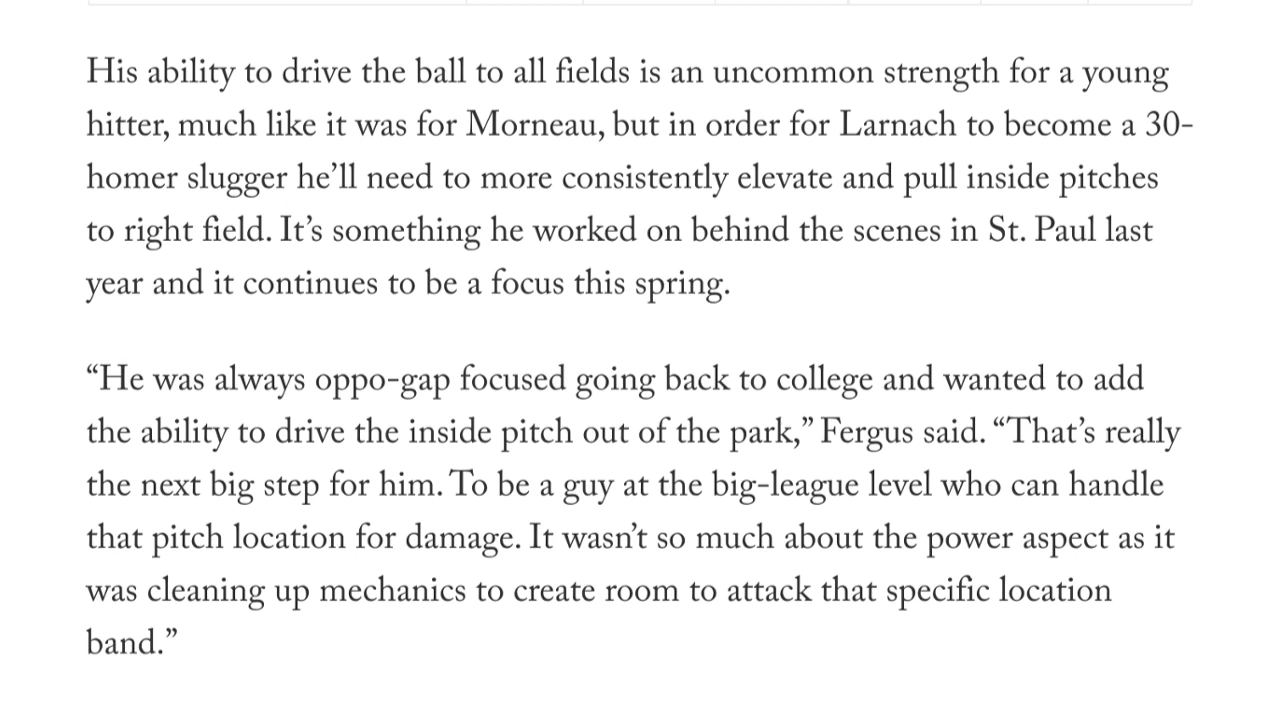 His ability to drive the ball to all fields is an uncommon strength for a young
hitter, much like it was for Morneau, but in order for Larnach to become a 30-
homer slugger he’ll need to more consistently elevate and pull inside pitches
to right field. It’s something he worked on behind the scenes in St. Paul last
year and it continues to be a focus this spring.
“He was always oppo-gap focused going back to college and wanted to add
the ability to drive the inside pitch out of the park,” Fergus said. “That’s really
the next big step for him. To be a guy at the big-league level who can handle
that pitch location for damage. It wasn’t so much about the power aspect as it
was cleaning up mechanics to create room to attack that specific location
band.”